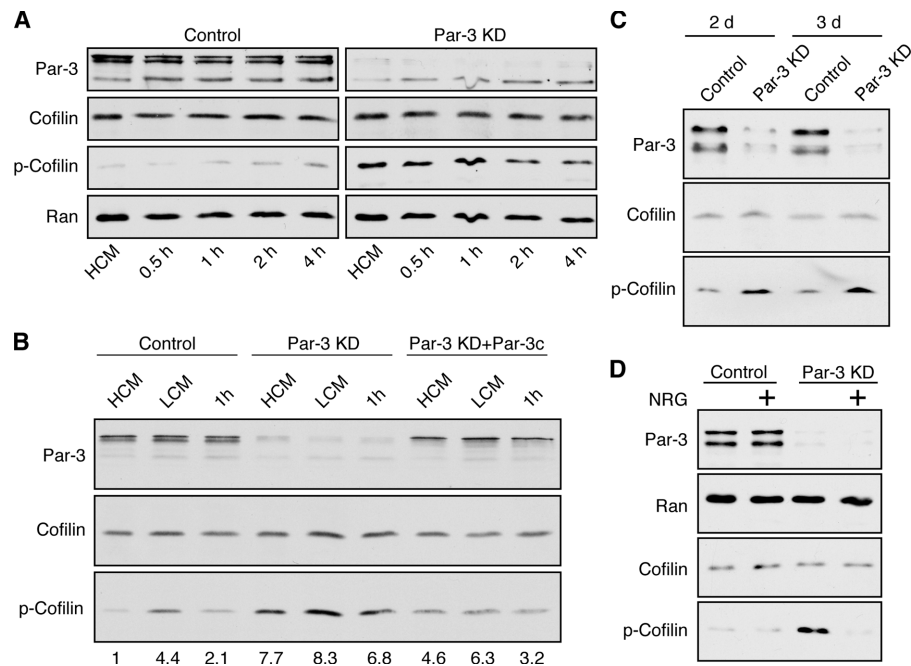 A
Control Par-3 KD
Par-3
Cofilin
p-Cofilin
Ran
HCM 0.5 h 1 h 2 h 4 h HCM 0.5 h 1 h 2 h 4 h
B
Control Par-3 KD Par-3 KD+Par-3c
HCM LCM 1h HCM LCM 1h HCM LCM 1h
Par-3
Cofilin
p-Cofilin
1 4.4 2.1 7.7 8.3 6.8 4.6 6.3 3.2
C
2 d 3 d
Control Par-3 KD Control Par-3 KD
Par-3
Cofilin
p-Cofilin
D
Control Par-3 KD
NRG + +
Par-3
Ran
Cofilin
p-Cofilin